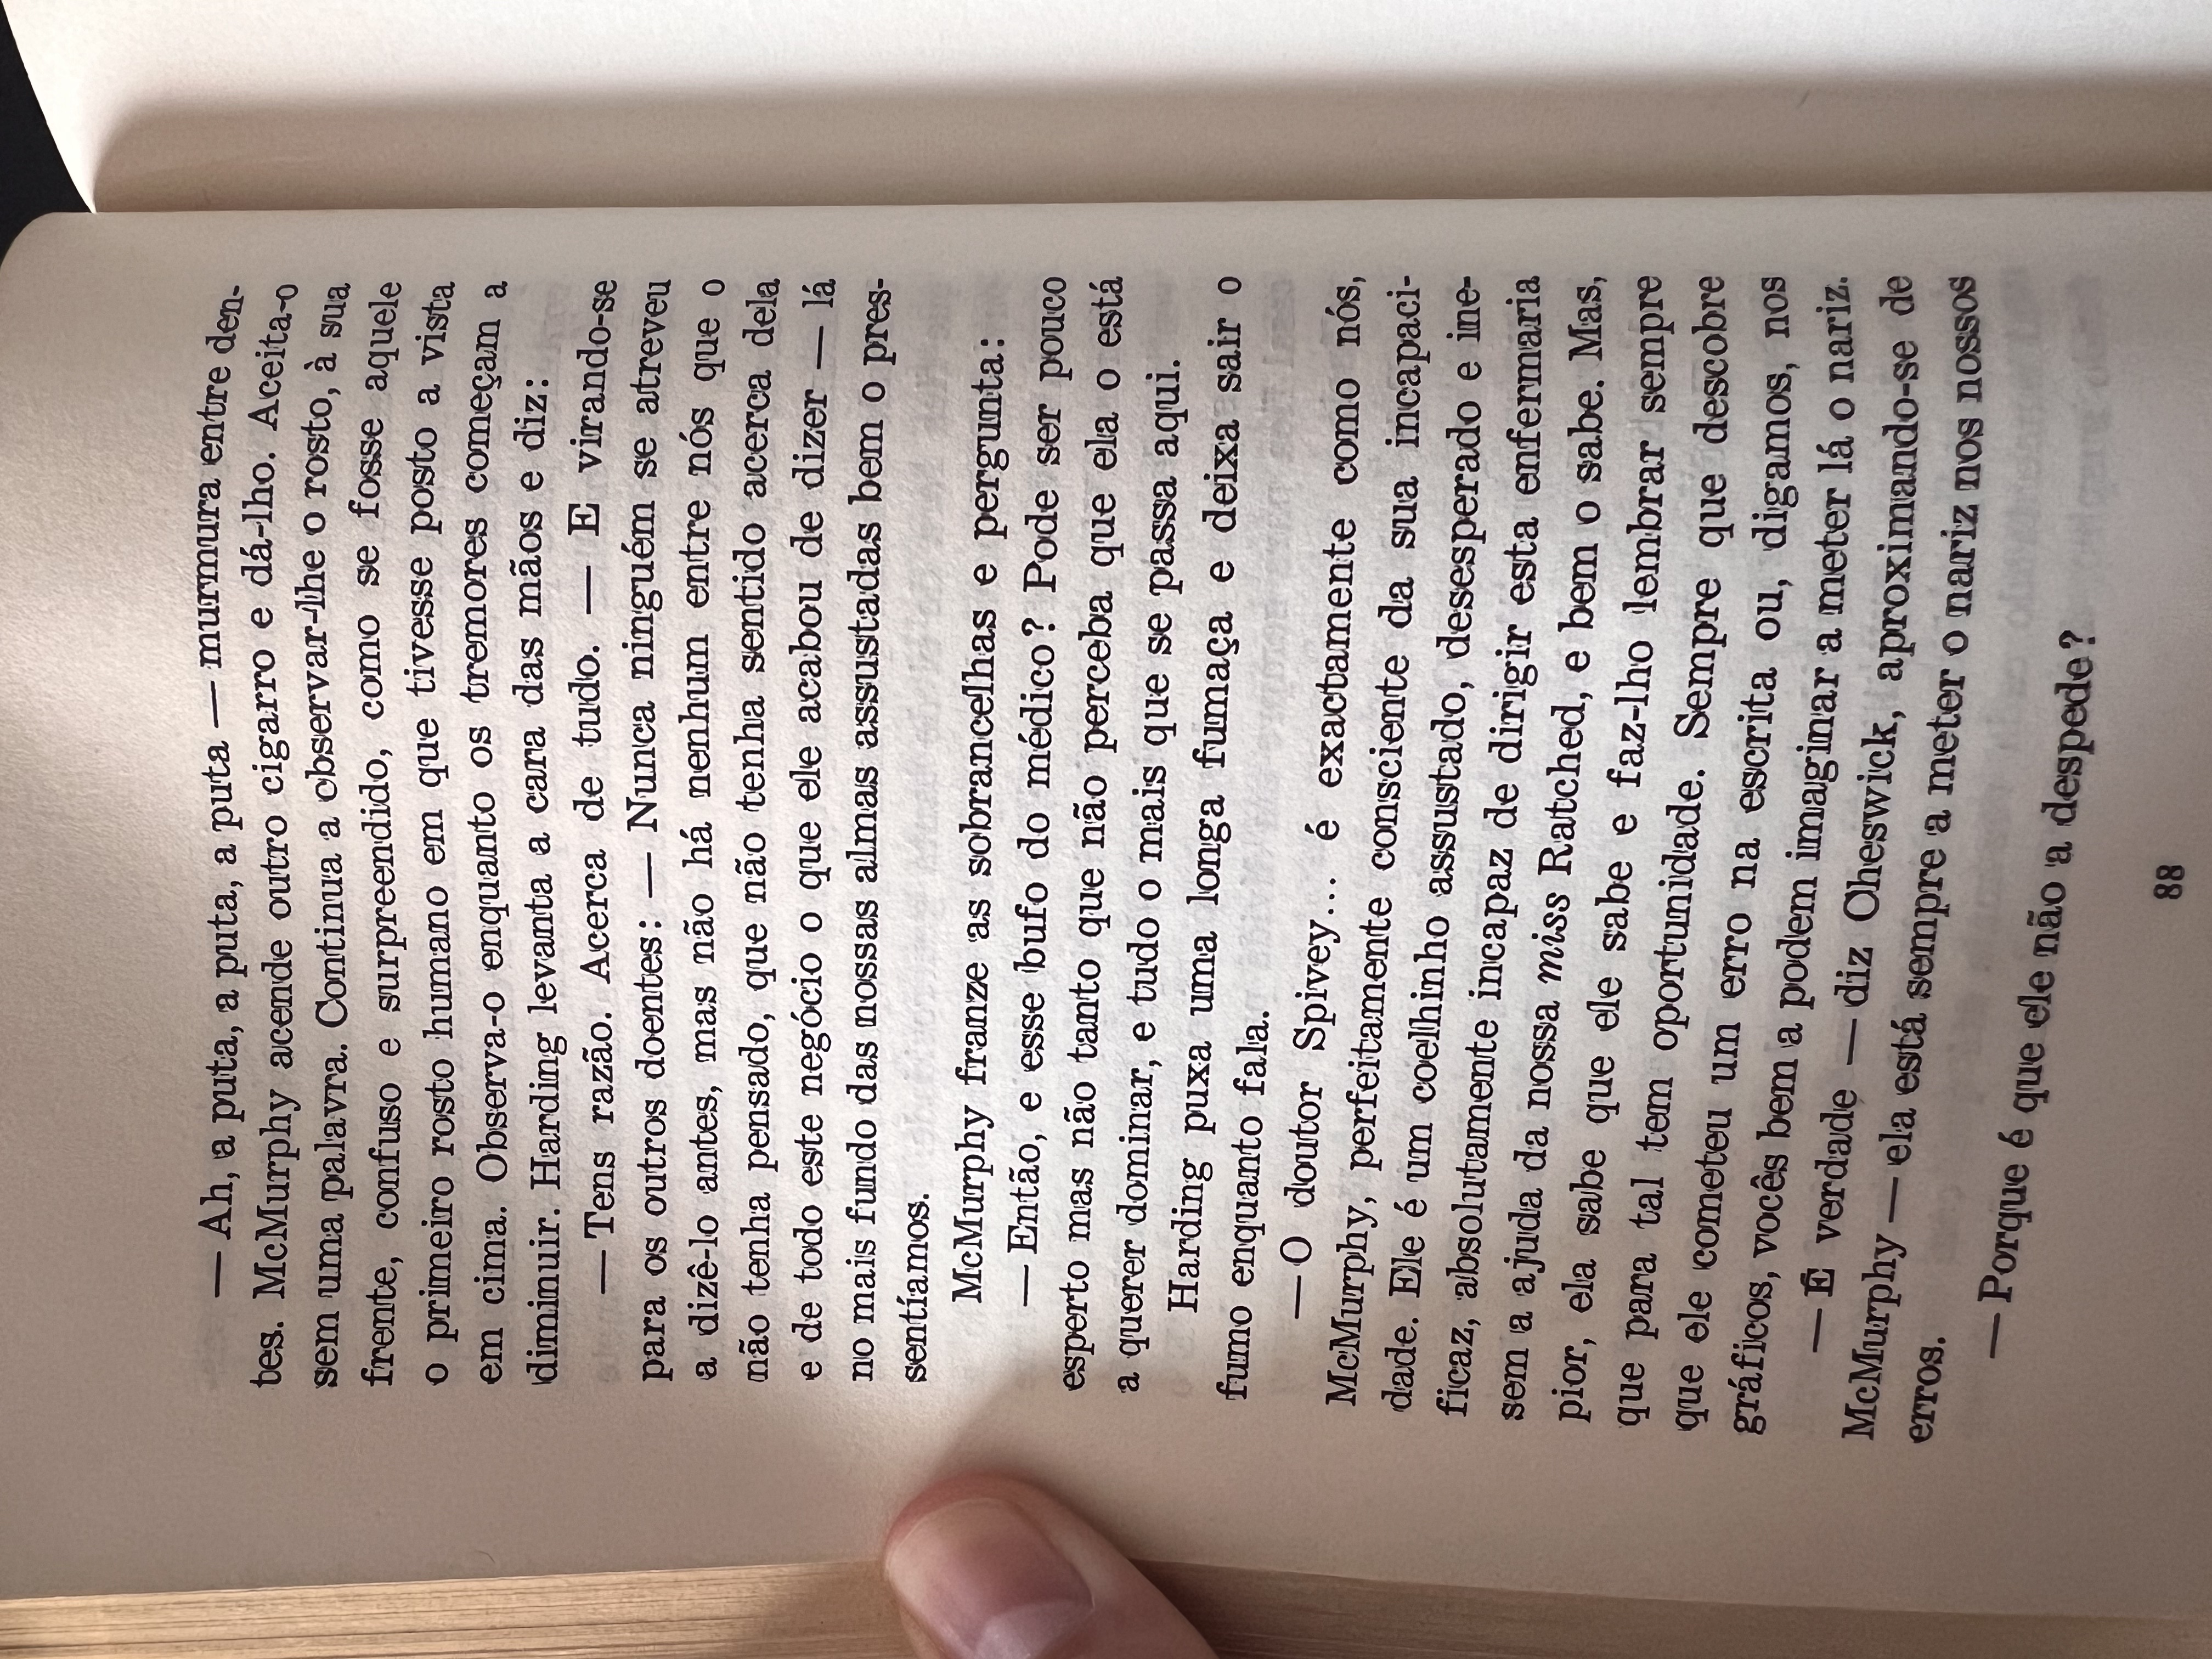 — Ah, a puta, a puta, a puta — murmura entre den-
tes. McMurphy acende outro cigarro e dá-lho. Aceita-o
sem uma palavra. Continua a observar-lhe o rosto, à sua
frente, confuso e surpreendido, como se fosse aquele
o primeiro rosto humano em que tivesse posto a vista
em cima. Observa-o enquanto os tremores começam a
diminuir. Harding levanta a cara das mãos e diz:
— Tens razão. Acerca de tudo. — E virando-se
para os outros doentes: — Nunca ninguém se atreveu
a dizê-lo antes, mas não há nenhum entre nós que o
não tenha pensado, que não tenha sentido acerca dela
e de todo este negócio o que ele acabou de dizer — lá
no mais fundo das nossas almas assustadas bem o pres-
sentíamos.
McMurphy franze as sobrancelhas e pergunta:
— Então, e esse bufo do médico? Pode ser pouco
esperto mas não tanto que não perceba que ela o está
a querer dominar, e tudo o mais que se passa aqui.
Harding puxa uma longa fumaça e deixa sair o
fumo enquanto fala.
— O doutor Spivey... é exactamente como nós,
McMurphy, perfeitamente consciente da sua incapaci-
dade. Ele é um coelhinho assustado, desesperado e ine-
ficaz, absolutamente incapaz de dirigir esta enfermaria
sem a ajuda da nossa miss Ratched, e bem o sabe. Mas,
pior, ela sabe que ele sabe e faz-lho lembrar sempre
que para tal tem oportunidade. Sempre que descobre
que ele cometeu um erro na escrita ou, digamos, nos
gráficos, vocês bem a podem imaginar a meter lá o nariz.
— É verdade — diz Cheswick, aproximando-se de
McMurphy — ela está sempre a meter o nariz nos nossos
erros.
— Porque é que ele não a despede?
88